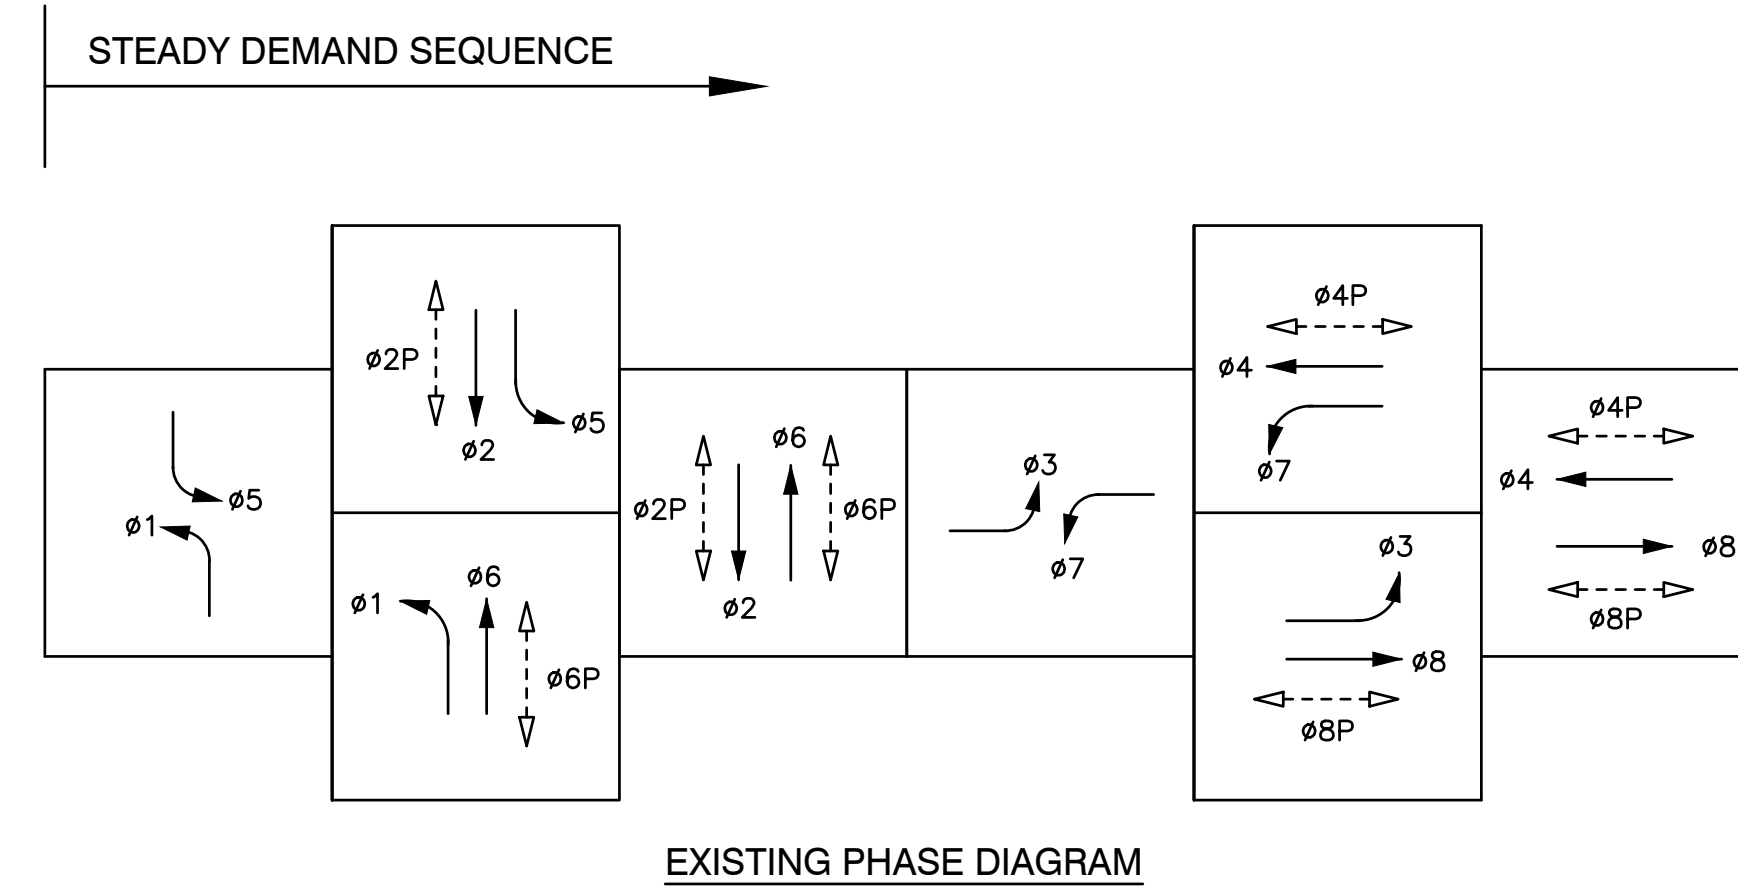 STEADY DEMAND SEQUENCE
ø5
ø1
ø2P
ø2
ø5
ø1
ø6
ø6P
ø2P
ø2
ø6
ø6P
ø3
ø7
ø4P
ø4
ø7
ø3
ø8
ø8P
ø4P
ø4
ø8
ø8P
EXISTING PHASE DIAGRAM